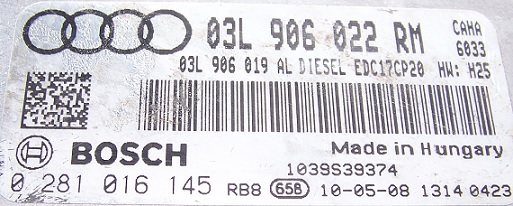 03L 906 022 RM CAHA
6033
03L 906 019 AL DIESEL EDC17CP20 HW: H25
BOSCH Made in Hungary
1039S39374
0 281 016 145 RB8 658 10-05-08 1314 0423